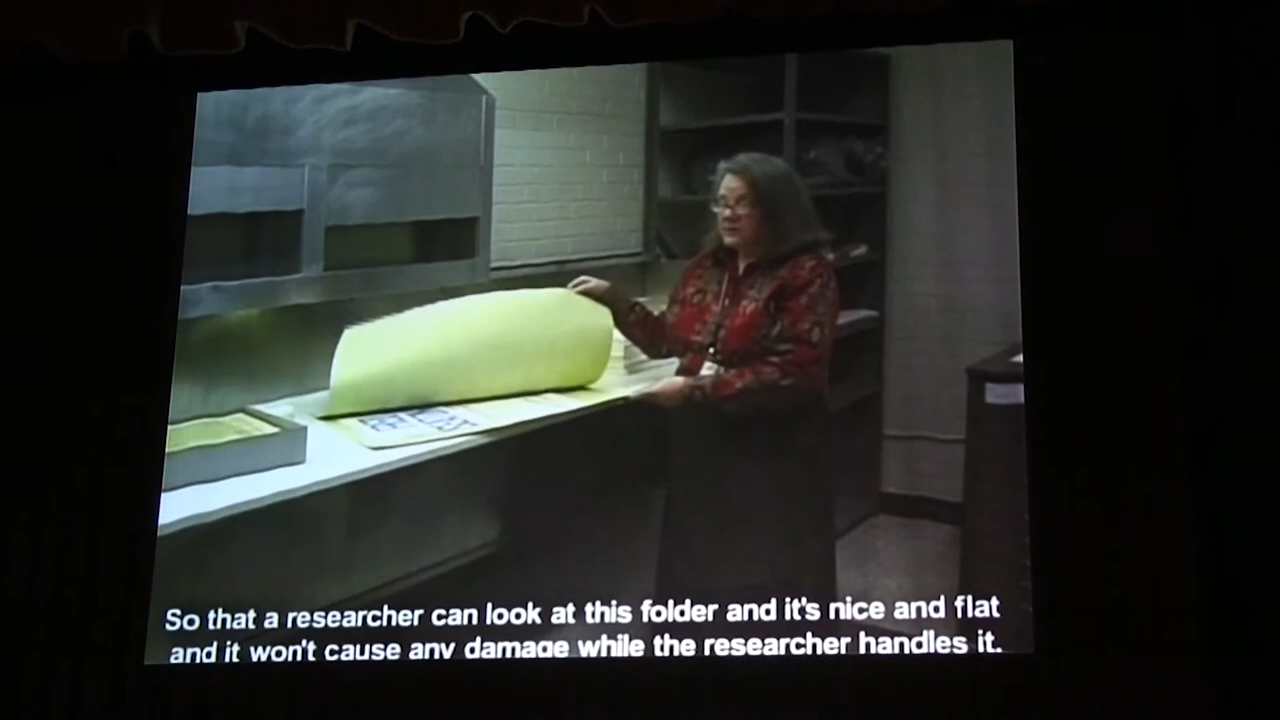 So that a researcher can look at this folder and it's nice and flat
and it won't cause any damage while the researcher handles it.